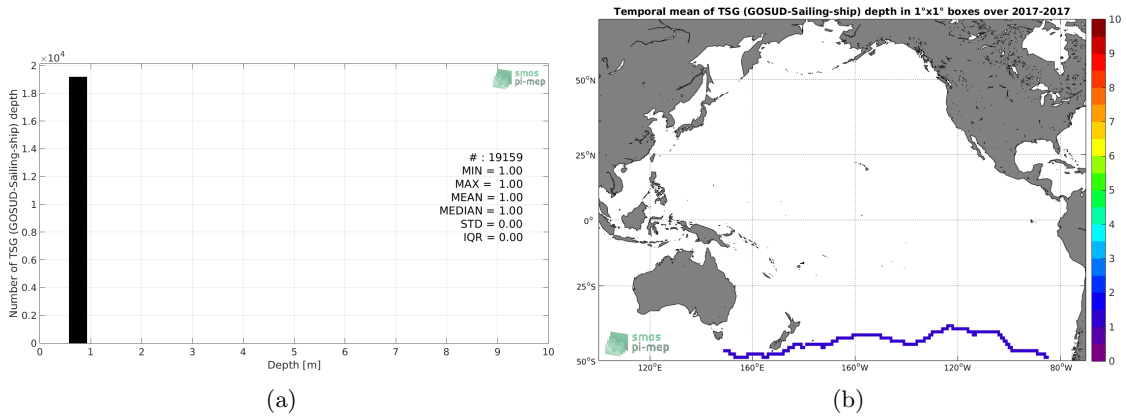 ×10⁴
2
1.8
1.6
1.4
1.2
1
0.8
0.6
0.4
0.2
0
Number of TSG (GOSUD-Sailing-ship) depth
smos
pi-mep
# : 19159
MIN = 1.00
MAX = 1.00
MEAN = 1.00
MEDIAN = 1.00
STD = 0.00
IQR = 0.00
0 1 2 3 4 5 6 7 8 9 10
Depth [m]
(a)
Temporal mean of TSG (GOSUD-Sailing-ship) depth in 1°x1° boxes over 2017-2017
50°N
25°N
0°
25°S
50°S
smos
pi-mep
120°E 160°E 160°W 120°W 80°W
10
9
8
7
6
5
4
3
2
1
0
(b)